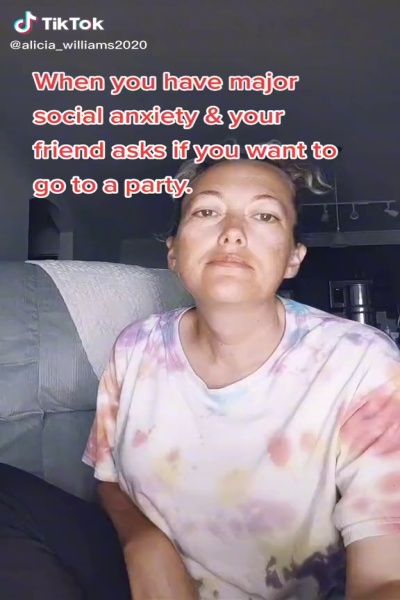 TikTok
@alicia_williams2020
When you have major
social anxiety & your
friend asks if you want to
go to a party.